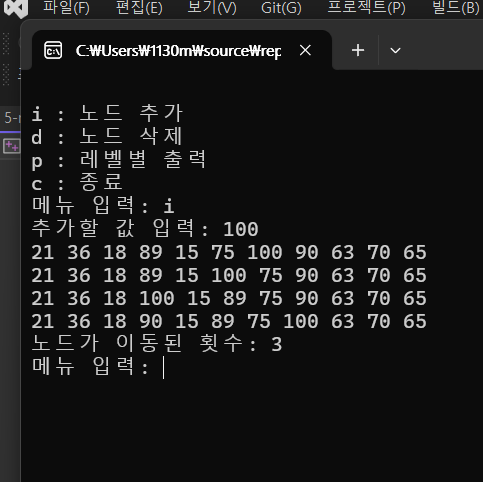 파일(F) 편집(E) 보기(V) Git(G) 프로젝트(P) 빌드(B)
C:₩Users₩1130m₩source₩rep
i : 노드 추가
d : 노드 삭제
p : 레벨별 출력
c : 종료
메뉴 입력: i
추가할 값 입력: 100
21 36 18 89 15 75 100 90 63 70 65
21 36 18 89 15 100 75 90 63 70 65
21 36 18 100 15 89 75 90 63 70 65
21 36 18 90 15 89 75 100 63 70 65
노드가 이동된 횟수: 3
메뉴 입력: